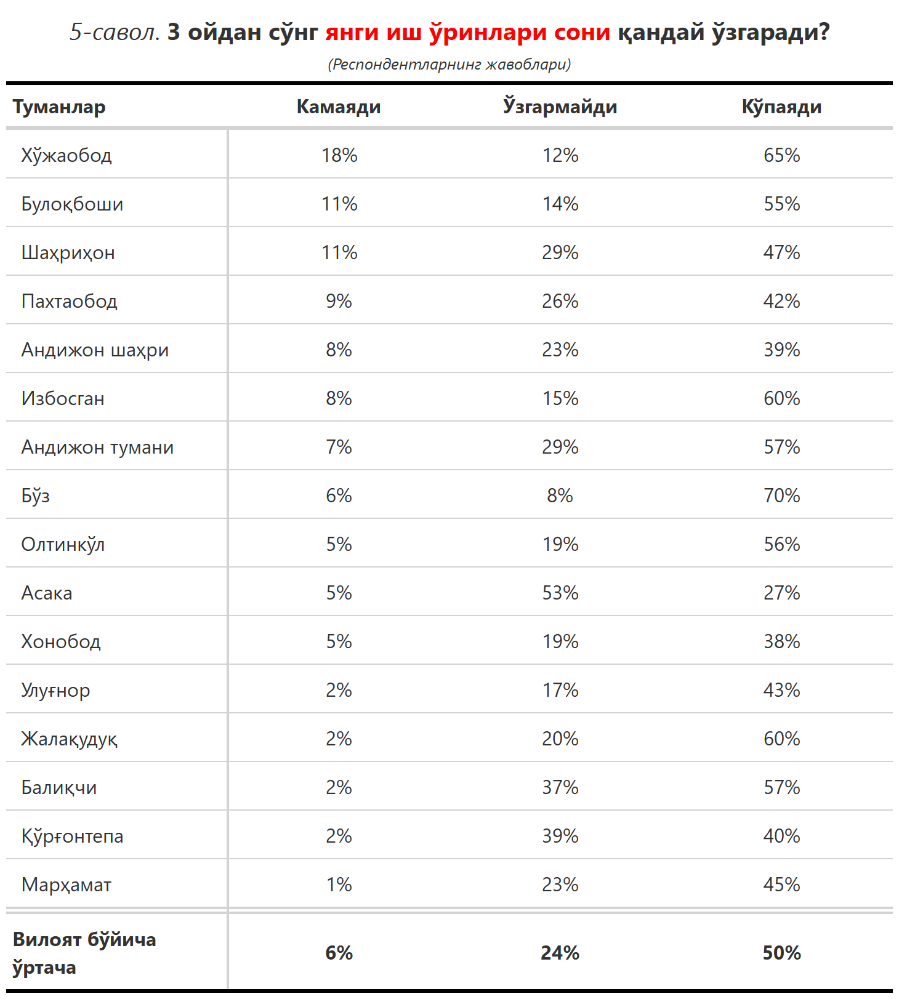 5-савол. 3 ойдан сўнг янги иш ўринлари сони қандай ўзгаради?
(Респондентларнинг жавоблари)
Туманлар Камаяди Ўзгармайди Кўпаяди
Хўжаобод 18% 12% 65%
Булоқбоши 11% 14% 55%
Шаҳриҳон 11% 29% 47%
Пахтаобод 9% 26% 42%
Андижон шаҳри 8% 23% 39%
Избосган 8% 15% 60%
Андижон тумани 7% 29% 57%
Бўз 6% 8% 70%
Олтинкўл 5% 19% 56%
Асака 5% 53% 27%
Хонобод 5% 19% 38%
Улуғнор 2% 17% 43%
Жалақудуқ 2% 20% 60%
Балиқчи 2% 37% 57%
Қўрғонтепа 2% 39% 40%
Марҳамат 1% 23% 45%
Вилоят бўйича
ўртача 6% 24% 50%